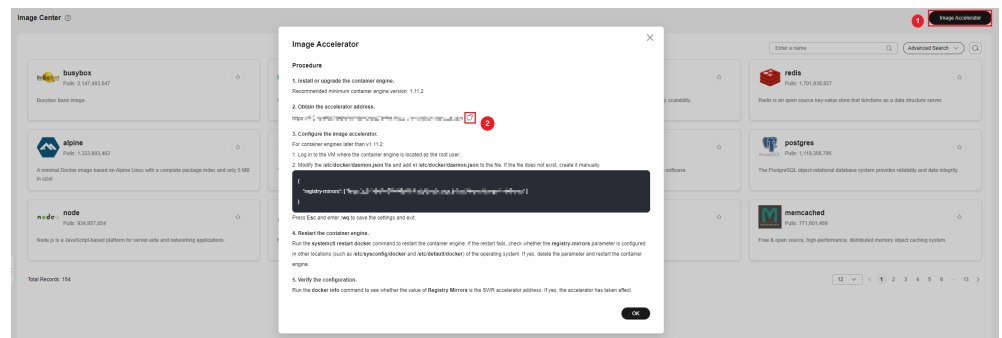 Image Center
1
Image Accelerator
Image Accelerator
Enter a name.
Advanced Search
Procedure
1. Install or upgrade the container engine.
Recommended minimum container engine version: 1.11.2
2. Obtain the accelerator address.
https://
2
3. Configure the image accelerator.
For container engines later than v1.11.2:
1. Log in to the VM where the container engine is located as the root user.
2. Modify the /etc/docker/daemon.json file and add vi /etc/docker/daemon.json to the file. If the file does not exist, create it manually.
{
"registry-mirrors": [ " " ]
}
Press Esc and enter :wq to save the settings and exit.
4. Restart the container engine.
Run the systemctl restart docker command to restart the container engine. If the restart fails, check whether the registry-mirrors parameter is configured
in other locations (such as /etc/sysconfig/docker and /etc/default/docker) of the operating system. If yes, delete the parameter and restart the container
engine.
5. Verify the configuration.
Run the docker info command to see whether the value of Registry Mirrors is the SWR accelerator address. If yes, the accelerator has taken effect.
OK
busybox
Pulls: 2,147,483,647
Busybox base image.
redis
Pulls: 1,701,936,827
Redis is an open source key-value store that functions as a data structure server.
y scalability.
alpine
Pulls: 1,333,903,462
A minimal Docker image based on Alpine Linux with a complete package index and only 5 MB
in size!
software.
postgres
Pulls: 1,119,358,786
The PostgreSQL object-relational database system provides reliability and data integrity.
node
Pulls: 934,957,854
Node.js is a JavaScript-based platform for server-side and networking applications.
memcached
Pulls: 771,601,469
Free & open source, high-performance, distributed memory object caching system.
Total Records: 154
12
1 2 3 4 5 6 ... 13